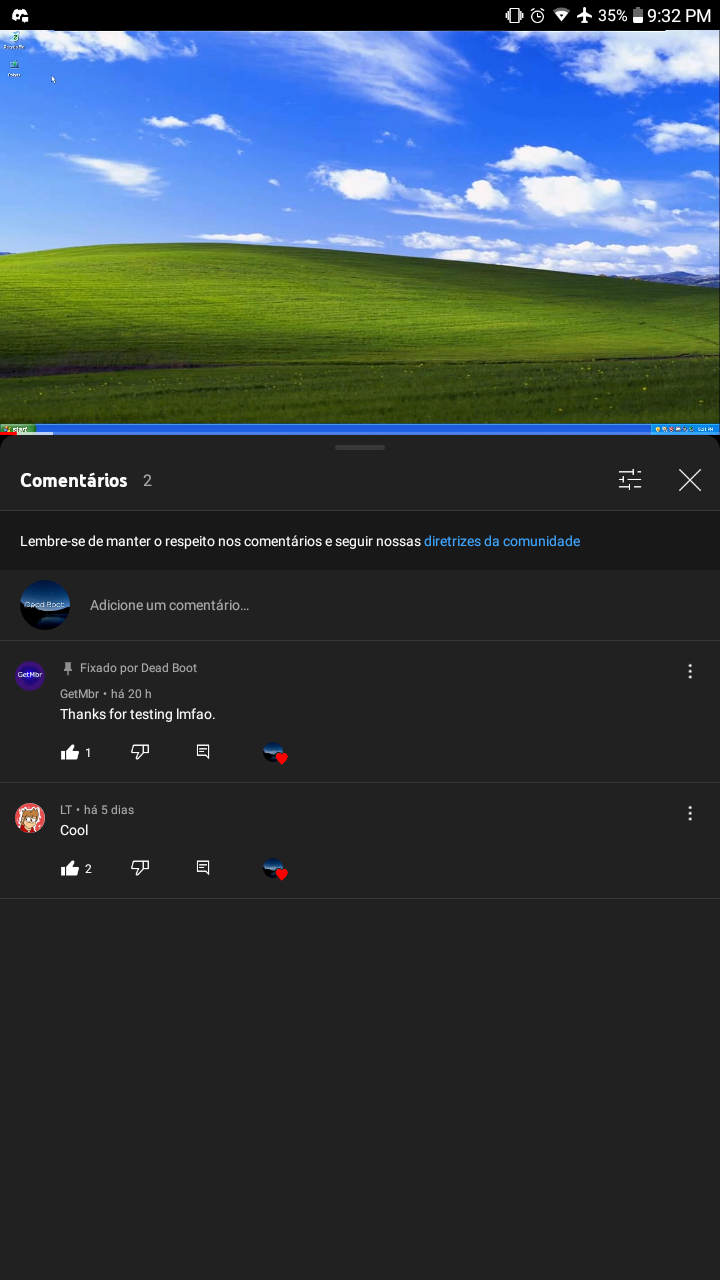 35% 9:32 PM
start
Comentários 2
Lembre-se de manter o respeito nos comentários e seguir nossas diretrizes da comunidade
Dead Boot
Adicione um comentário...
GetMbr
Fixado por Dead Boot
GetMbr • há 20 h
Thanks for testing lmfao.
1
LT • há 5 dias
Cool
2